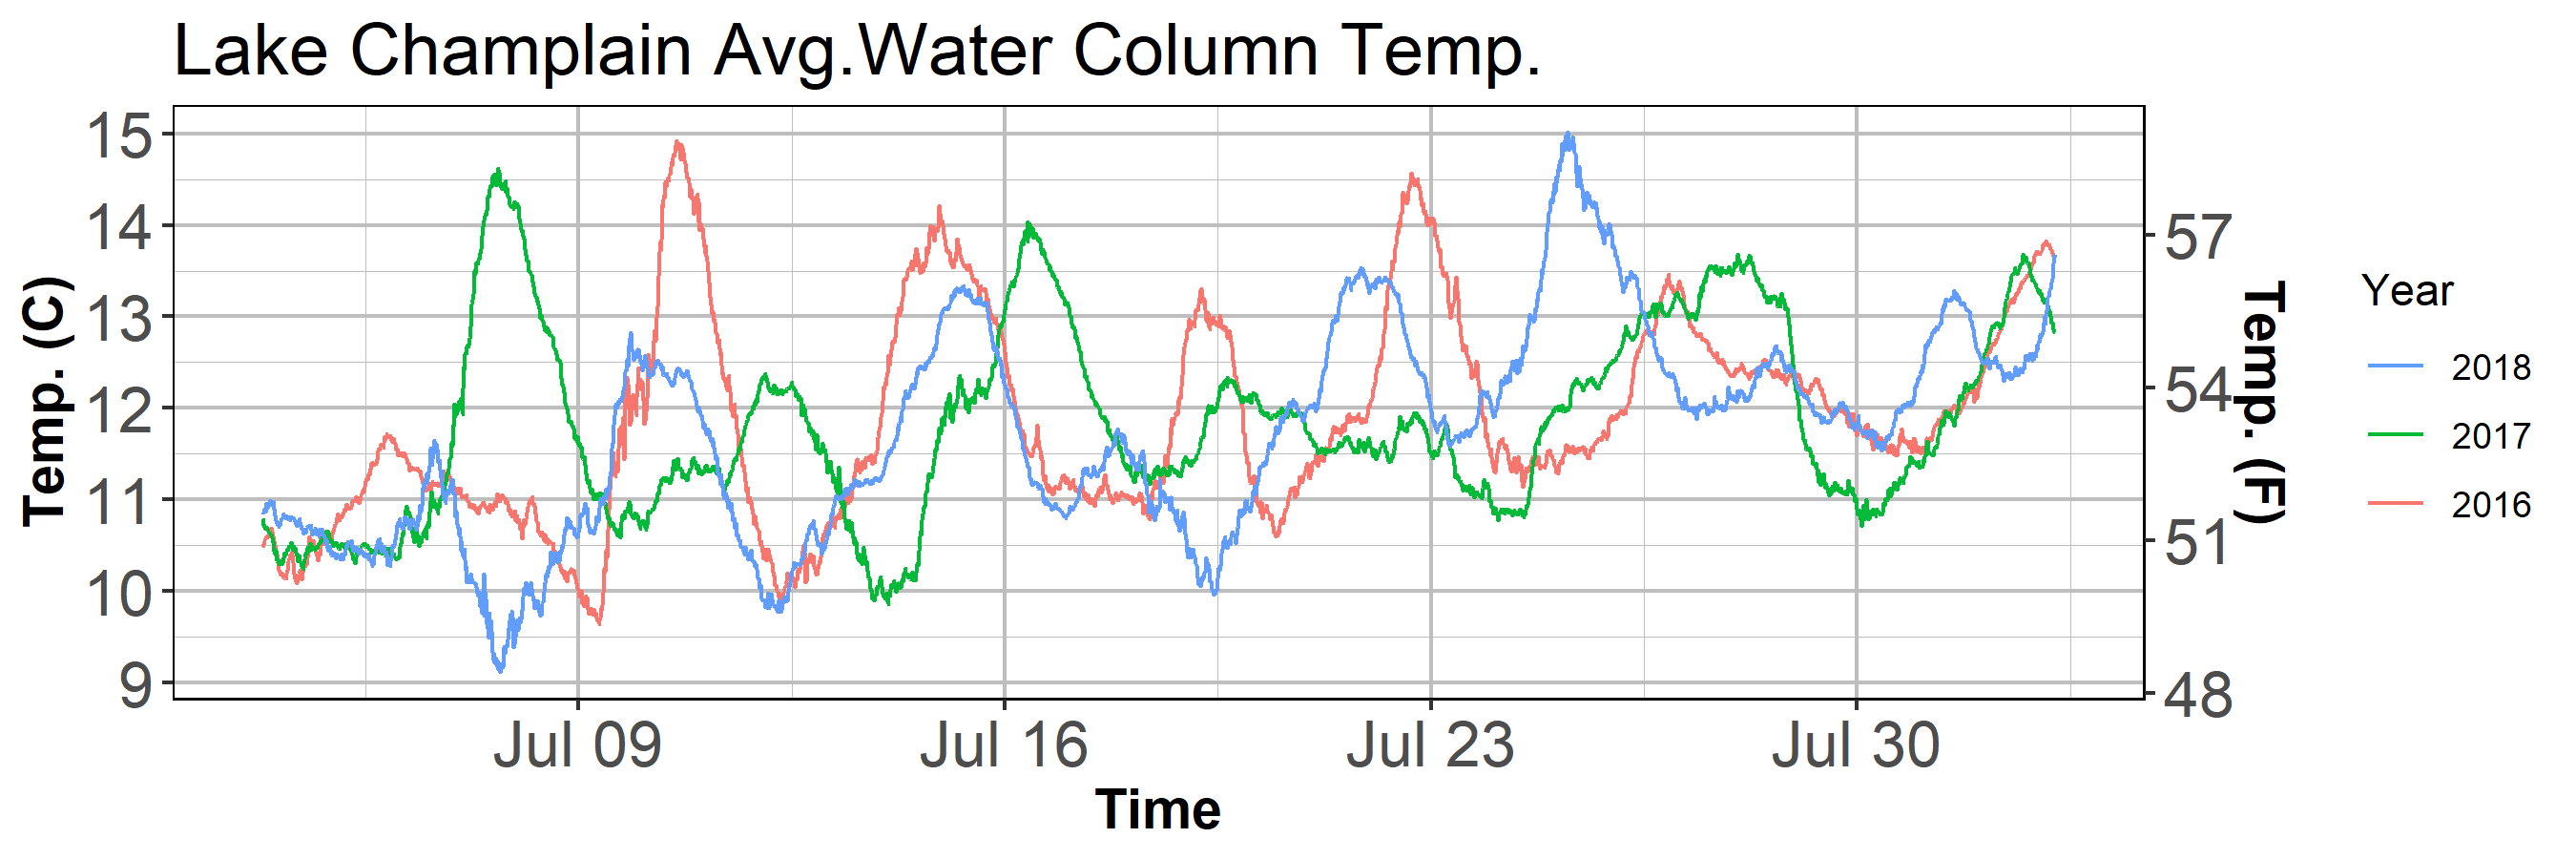 Lake Champlain Avg.Water Column Temp.
Temp. (C)
15
14
13
12
11
10
9
57
54
51
48
Temp. (F)
Jul 09 Jul 16 Jul 23 Jul 30
Time
Year
2018
2017
2016